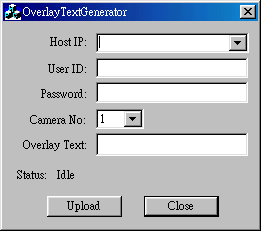 OverlayTextGenerator
Host IP:
User ID:
Password:
Camera No: 1
Overlay Text:
Status: Idle
Upload Close